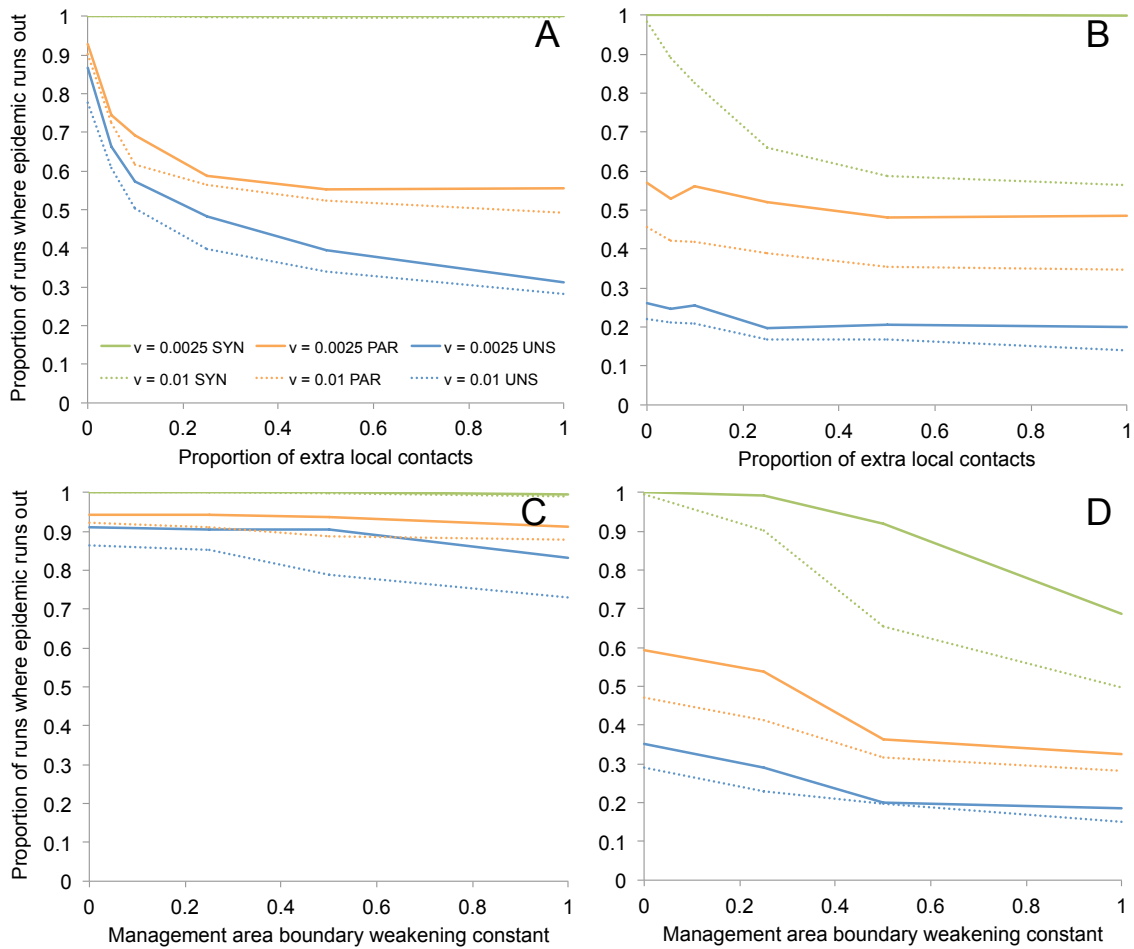 A
Proportion of runs where epidemic runs out
1
0.9
0.8
0.7
0.6
0.5
0.4
0.3
0.2
0.1
0
v = 0.0025 SYN v = 0.0025 PAR v = 0.0025 UNS
v = 0.01 SYN v = 0.01 PAR v = 0.01 UNS
0 0.2 0.4 0.6 0.8 1
Proportion of extra local contacts
B
1
0.9
0.8
0.7
0.6
0.5
0.4
0.3
0.2
0.1
0
0 0.2 0.4 0.6 0.8 1
Proportion of extra local contacts
C
Proportion of runs where epidemic runs out
1
0.9
0.8
0.7
0.6
0.5
0.4
0.3
0.2
0.1
0
0 0.2 0.4 0.6 0.8 1
Management area boundary weakening constant
D
1
0.9
0.8
0.7
0.6
0.5
0.4
0.3
0.2
0.1
0
0 0.2 0.4 0.6 0.8 1
Management area boundary weakening constant